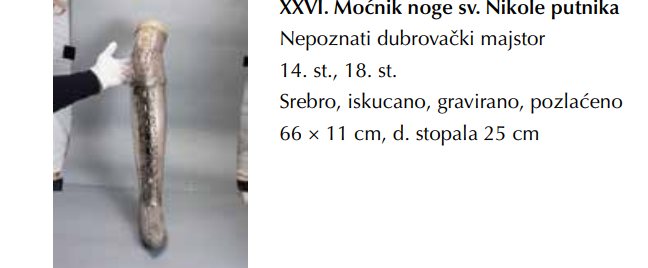 XXVI. Moćnik noge sv. Nikole putnika
Nepoznati dubrovački majstor
14. st., 18. st.
Srebro, iskucano, gravirano, pozlaćeno
66 × 11 cm, d. stopala 25 cm